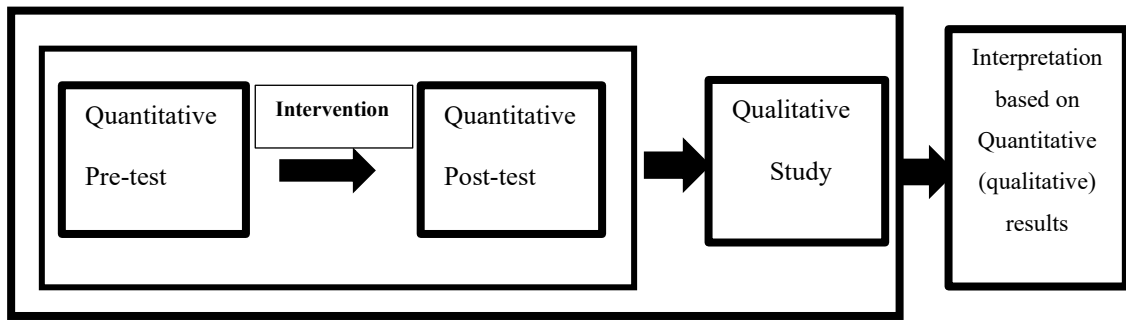 Quantitative
Pre-test
Intervention
Quantitative
Post-test
Qualitative
Study
Interpretation
based on
Quantitative
(qualitative)
results